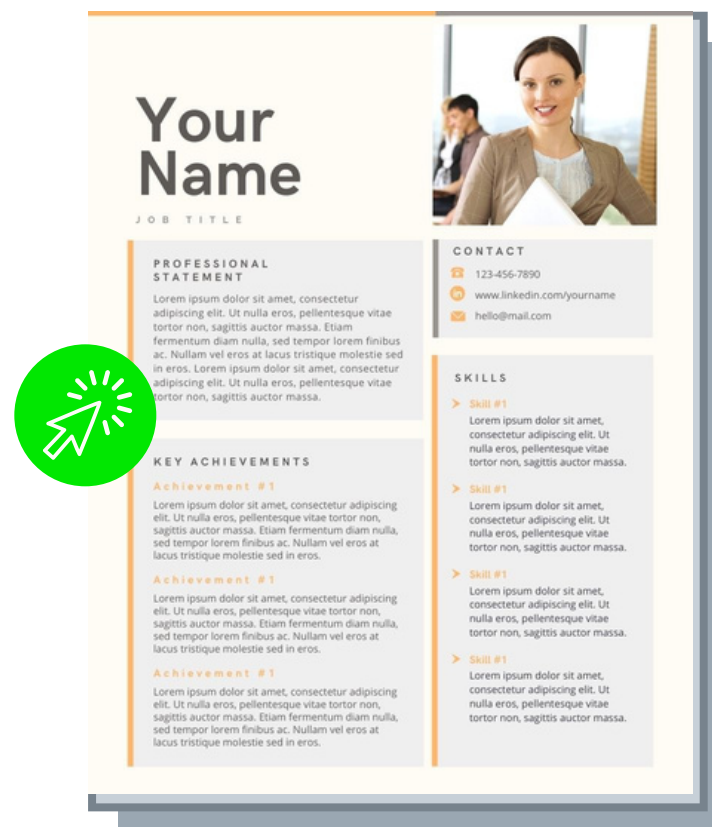 Your
Name
JOB TITLE
PROFESSIONAL
STATEMENT
Lorem ipsum dolor sit amet, consectetur
adipiscing elit. Ut nulla eros, pellentesque vitae
tortor non, sagittis auctor massa. Etiam
fermentum diam nulla, sed tempor lorem finibus
ac. Nullam vel eros at lacus tristique molestie sed
in eros. Lorem ipsum dolor sit amet, consectetur
adipiscing elit. Ut nulla eros, pellentesque vitae
tortor non, sagittis auctor massa.
KEY ACHIEVEMENTS
Achievement #1
Lorem ipsum dolor sit amet, consectetur adipiscing
elit. Ut nulla eros, pellentesque vitae tortor non,
sagittis auctor massa. Etiam fermentum diam nulla,
sed tempor lorem finibus ac. Nullam vel eros at
lacus tristique molestie sed in eros.
Achievement #1
Lorem ipsum dolor sit amet, consectetur adipiscing
elit. Ut nulla eros, pellentesque vitae tortor non,
sagittis auctor massa. Etiam fermentum diam nulla,
sed tempor lorem finibus ac. Nullam vel eros at
lacus tristique molestie sed in eros.
Achievement #1
Lorem ipsum dolor sit amet, consectetur adipiscing
elit. Ut nulla eros, pellentesque vitae tortor non,
sagittis auctor massa. Etiam fermentum diam nulla,
sed tempor lorem finibus ac. Nullam vel eros at
lacus tristique molestie sed in eros.
CONTACT
123-456-7890
in
www.linkedin.com/yourname
hello@mail.com
SKILLS
Skill #1
Lorem ipsum dolor sit amet,
consectetur adipiscing elit. Ut
nulla eros, pellentesque vitae
tortor non, sagittis auctor massa.
Skill #1
Lorem ipsum dolor sit amet,
consectetur adipiscing elit. Ut
nulla eros, pellentesque vitae
tortor non, sagittis auctor massa.
Skill #1
Lorem ipsum dolor sit amet,
consectetur adipiscing elit. Ut
nulla eros, pellentesque vitae
tortor non, sagittis auctor massa.
Skill #1
Lorem ipsum dolor sit amet,
consectetur adipiscing elit. Ut
nulla eros, pellentesque vitae
tortor non, sagittis auctor massa.